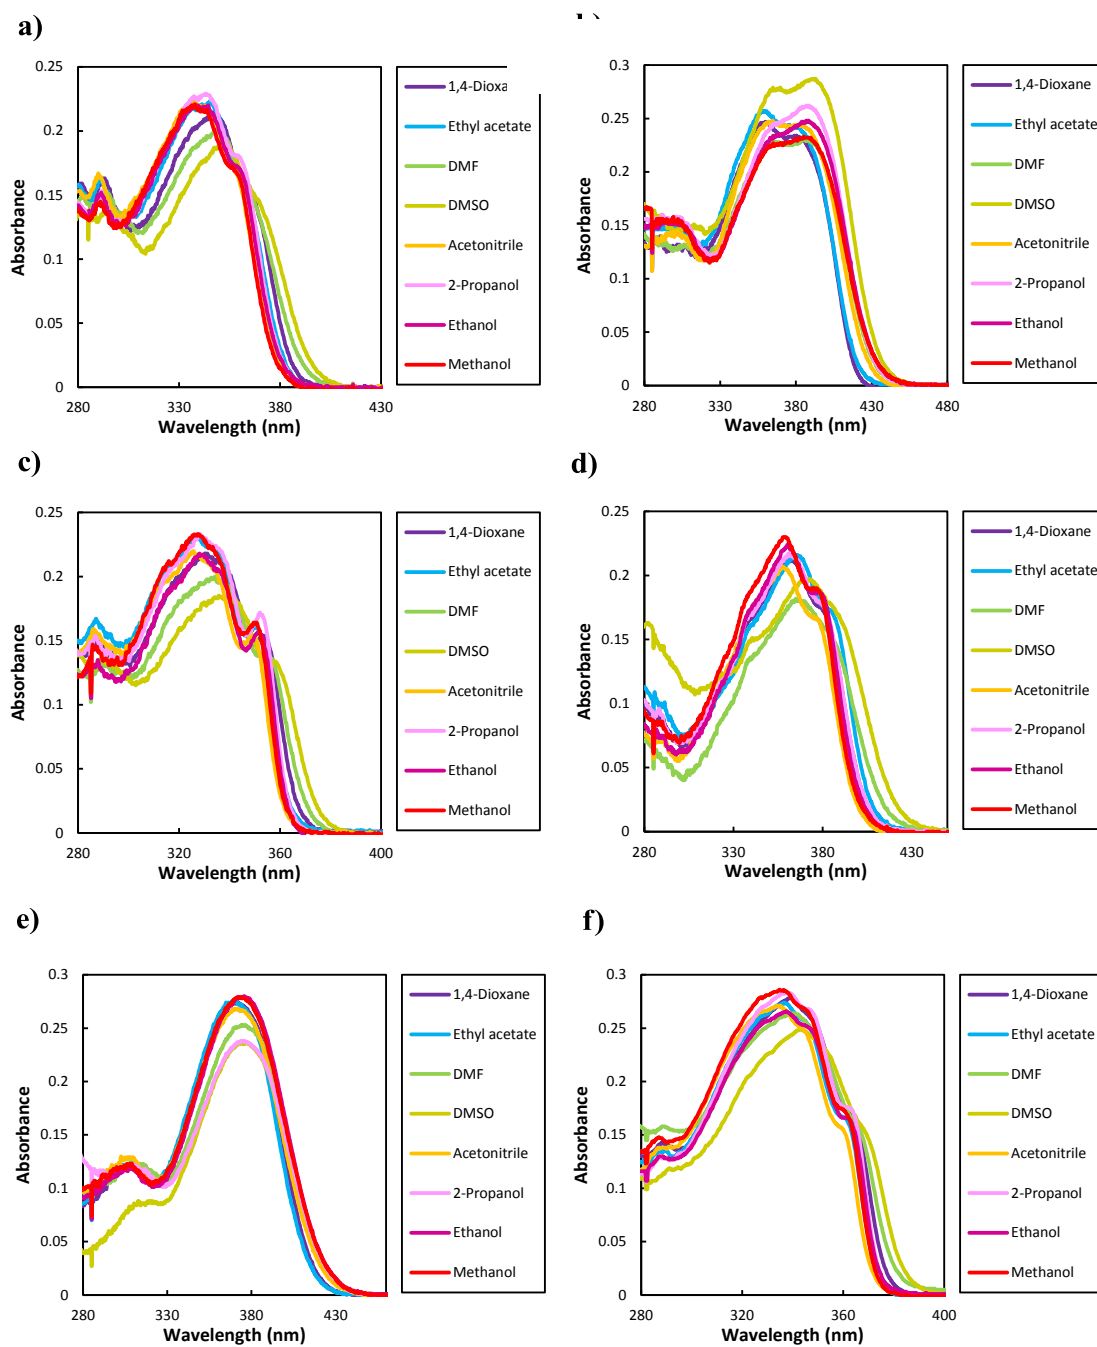 a)
0.25
0.2
0.15
0.1
0.05
0
280 330 380 430
Absorbance
Wavelength (nm)
1,4-Dioxa
Ethyl acetate
DMF
DMSO
Acetonitrile
2-Propanol
Ethanol
Methanol
0.3
0.25
0.2
0.15
0.1
0.05
0
280 330 380 430 480
Absorbance
Wavelength (nm)
1,4-Dioxane
Ethyl acetate
DMF
DMSO
Acetonitrile
2-Propanol
Ethanol
Methanol
c)
0.25
0.2
0.15
0.1
0.05
0
280 320 360 400
Absorbance
Wavelength (nm)
1,4-Dioxane
Ethyl acetate
DMF
DMSO
Acetonitrile
2-Propanol
Ethanol
Methanol
d)
0.25
0.2
0.15
0.1
0.05
0
280 330 380 430
Absorbance
Wavelength (nm)
1,4-Dioxane
Ethyl acetate
DMF
DMSO
Acetonitrile
2-Propanol
Ethanol
Methanol
e)
0.3
0.25
0.2
0.15
0.1
0.05
0
280 330 380 430
Absorbance
Wavelength (nm)
1,4-Dioxane
Ethyl acetate
DMF
DMSO
Acetonitrile
2-Propanol
Ethanol
Methanol
f)
0.3
0.25
0.2
0.15
0.1
0.05
0
280 320 360 400
Absorbance
Wavelength (nm)
1,4-Dioxane
Ethyl acetate
DMF
DMSO
Acetonitrile
2-Propanol
Ethanol
Methanol